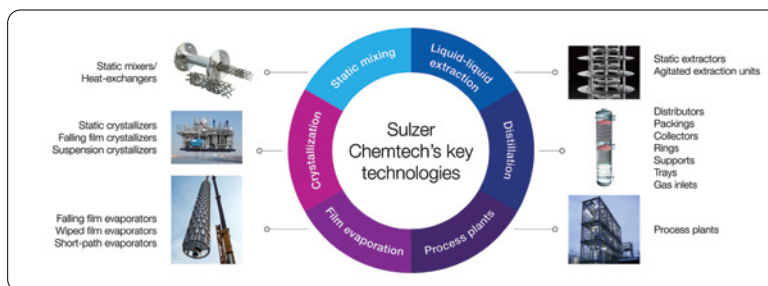 Static mixers/
Heat-exchangers
Static crystallizers
Falling film crystallizers
Suspension crystallizers
Falling film evaporators
Wiped film evaporators
Short-path evaporators
Static mixing
Liquid-liquid
extraction
Distillation
Process plants
Film evaporation
Crystallization
Sulzer
Chemtech's key
technologies
Static extractors
Agitated extraction units
Distributors
Packings
Collectors
Rings
Supports
Trays
Gas inlets
Process plants